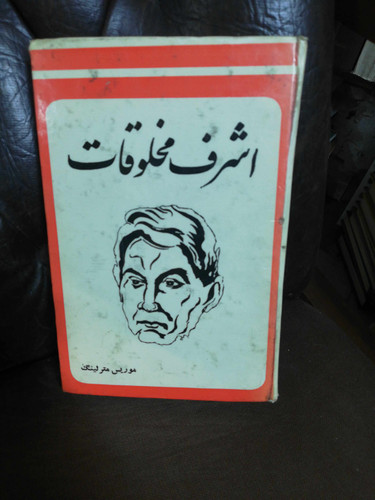 اشرف مخلوقات
موریس مترلینگ